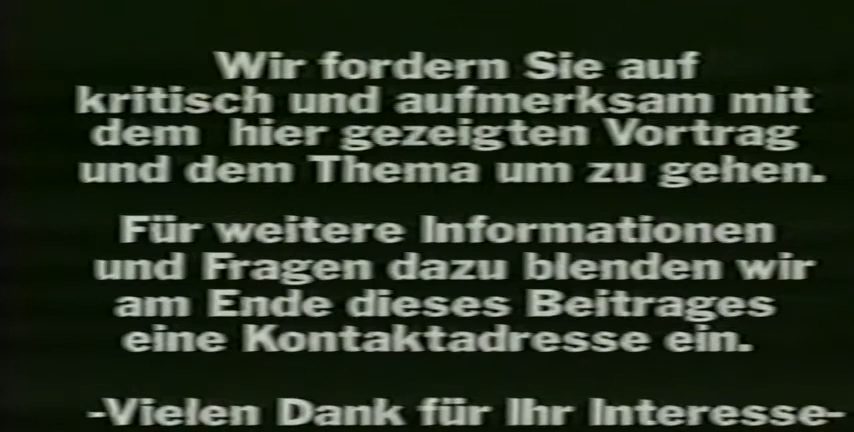 Wir fordern Sie auf
kritisch und aufmerksam mit
dem hier gezeigten Vortrag
und dem Thema um zu gehen.
Für weitere Informationen
und Fragen dazu blenden wir
am Ende dieses Beitrages
eine Kontaktadresse ein.
-Vielen Dank für Ihr Interesse-